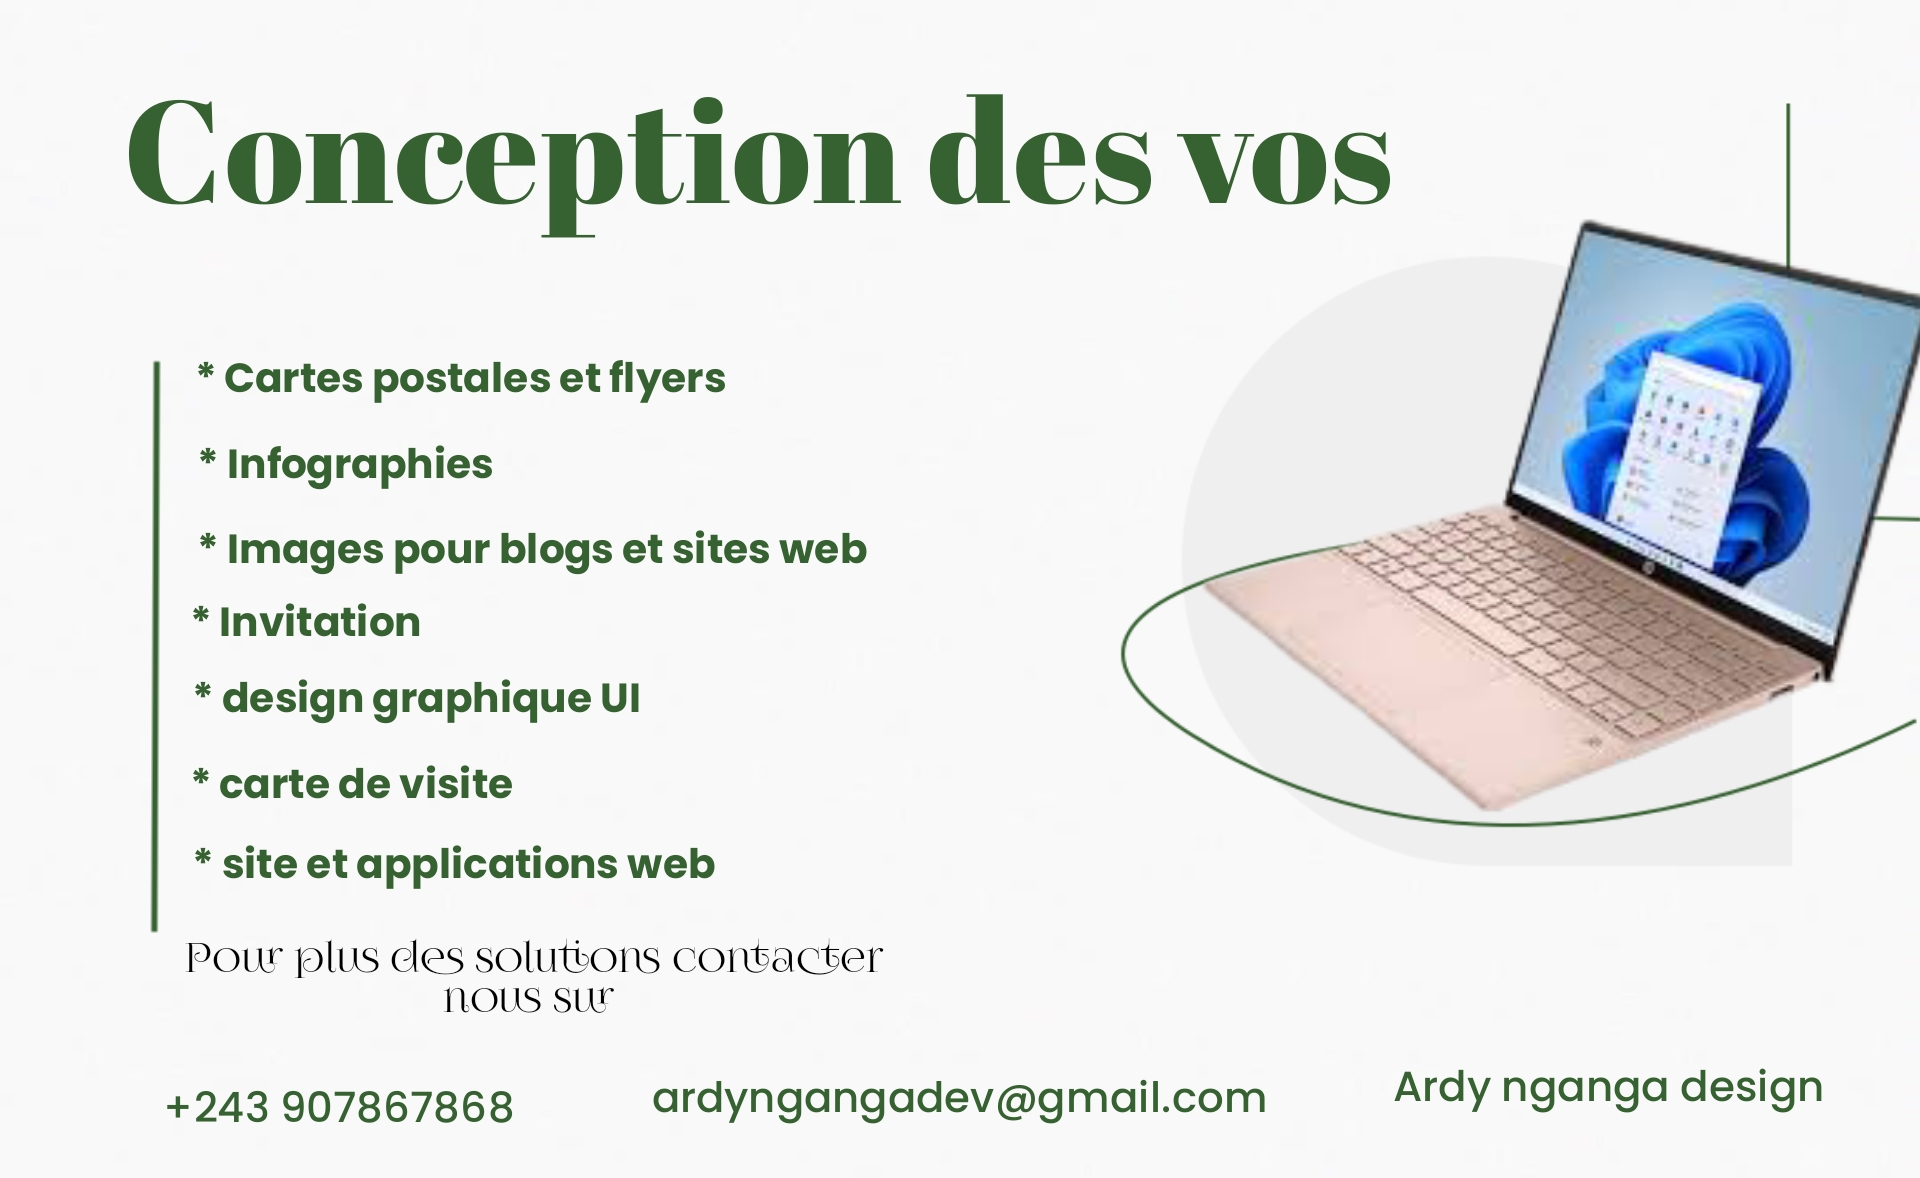 Conception des vos
* Cartes postales et flyers
* Infographies
* Images pour blogs et sites web
* Invitation
* design graphique UI
* carte de visite
* site et applications web
Pour plus des solutions contacter
nous sur
+243 907867868
ardyngangadev@gmail.com
Ardy nganga design